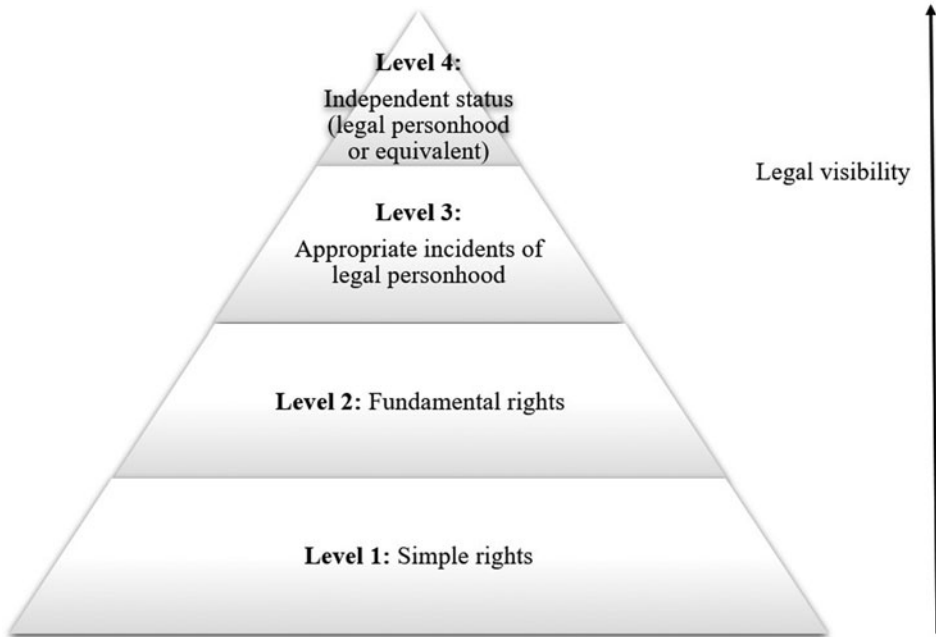 Level 4:
Independent status
(legal personhood
or equivalent)
Legal visibility
Level 3:
Appropriate incidents of
legal personhood
Level 2: Fundamental rights
Level 1: Simple rights